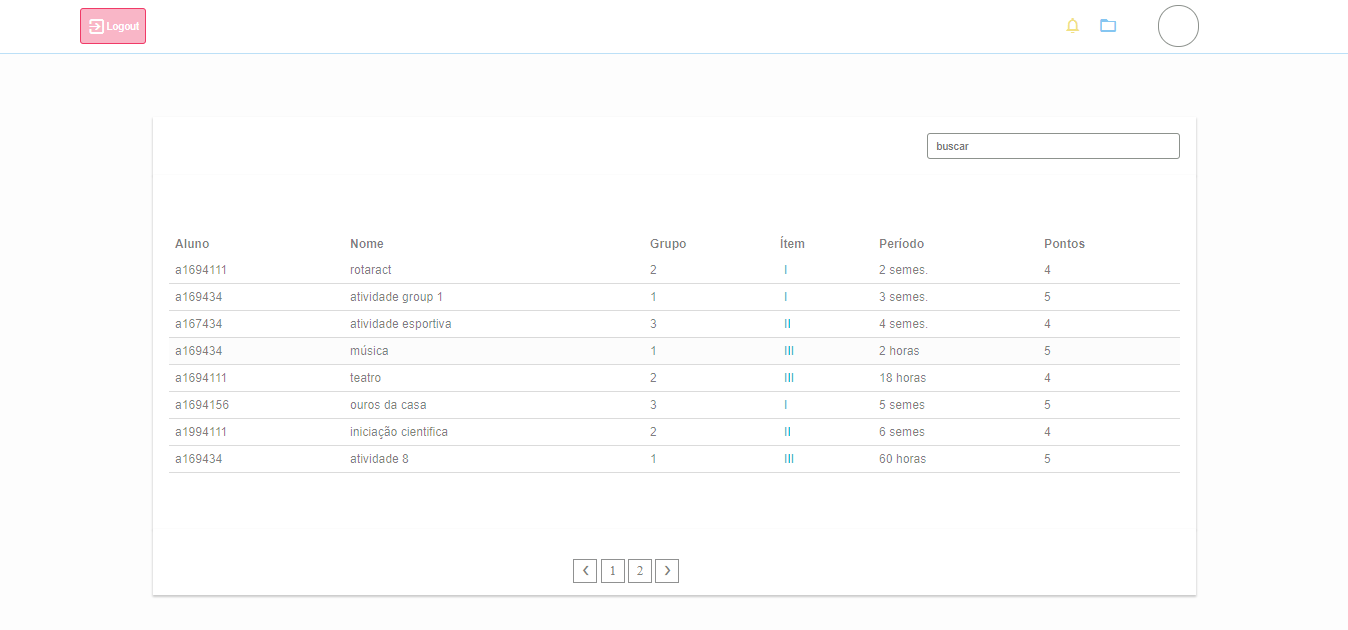 Logout
buscar
Aluno Nome Grupo Ítem Período Pontos
a1694111 rotaract 2 I 2 semes. 4
a169434 atividade group 1 1 I 3 semes. 5
a167434 atividade esportiva 3 II 4 semes. 4
a169434 música 1 III 2 horas 5
a1694111 teatro 2 III 18 horas 4
a1694156 ouros da casa 3 I 5 semes 5
a1994111 iniciação cientifica 2 II 6 semes 4
a169434 atividade 8 1 III 60 horas 5
1 2